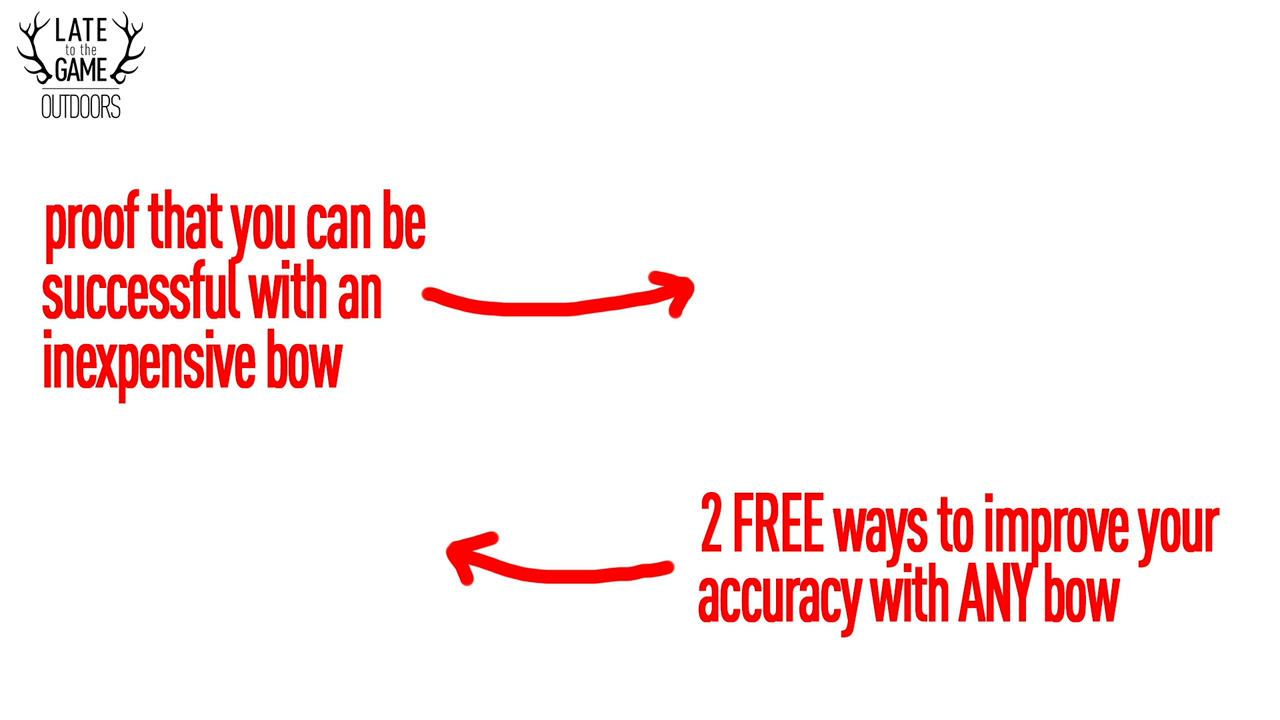 LATE
to the
GAME
OUTDOORS
proof that you can be
successful with an
inexpensive bow
2 FREE ways to improve your
accuracy with ANY bow